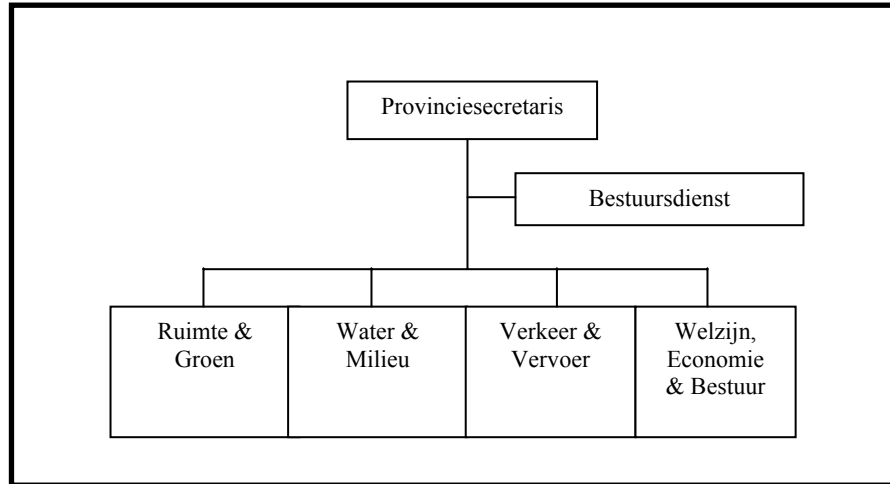 Provinciesecretaris
Bestuursdienst
Ruimte &
Groen
Water &
Milieu
Verkeer &
Vervoer
Welzijn,
Economie
& Bestuur